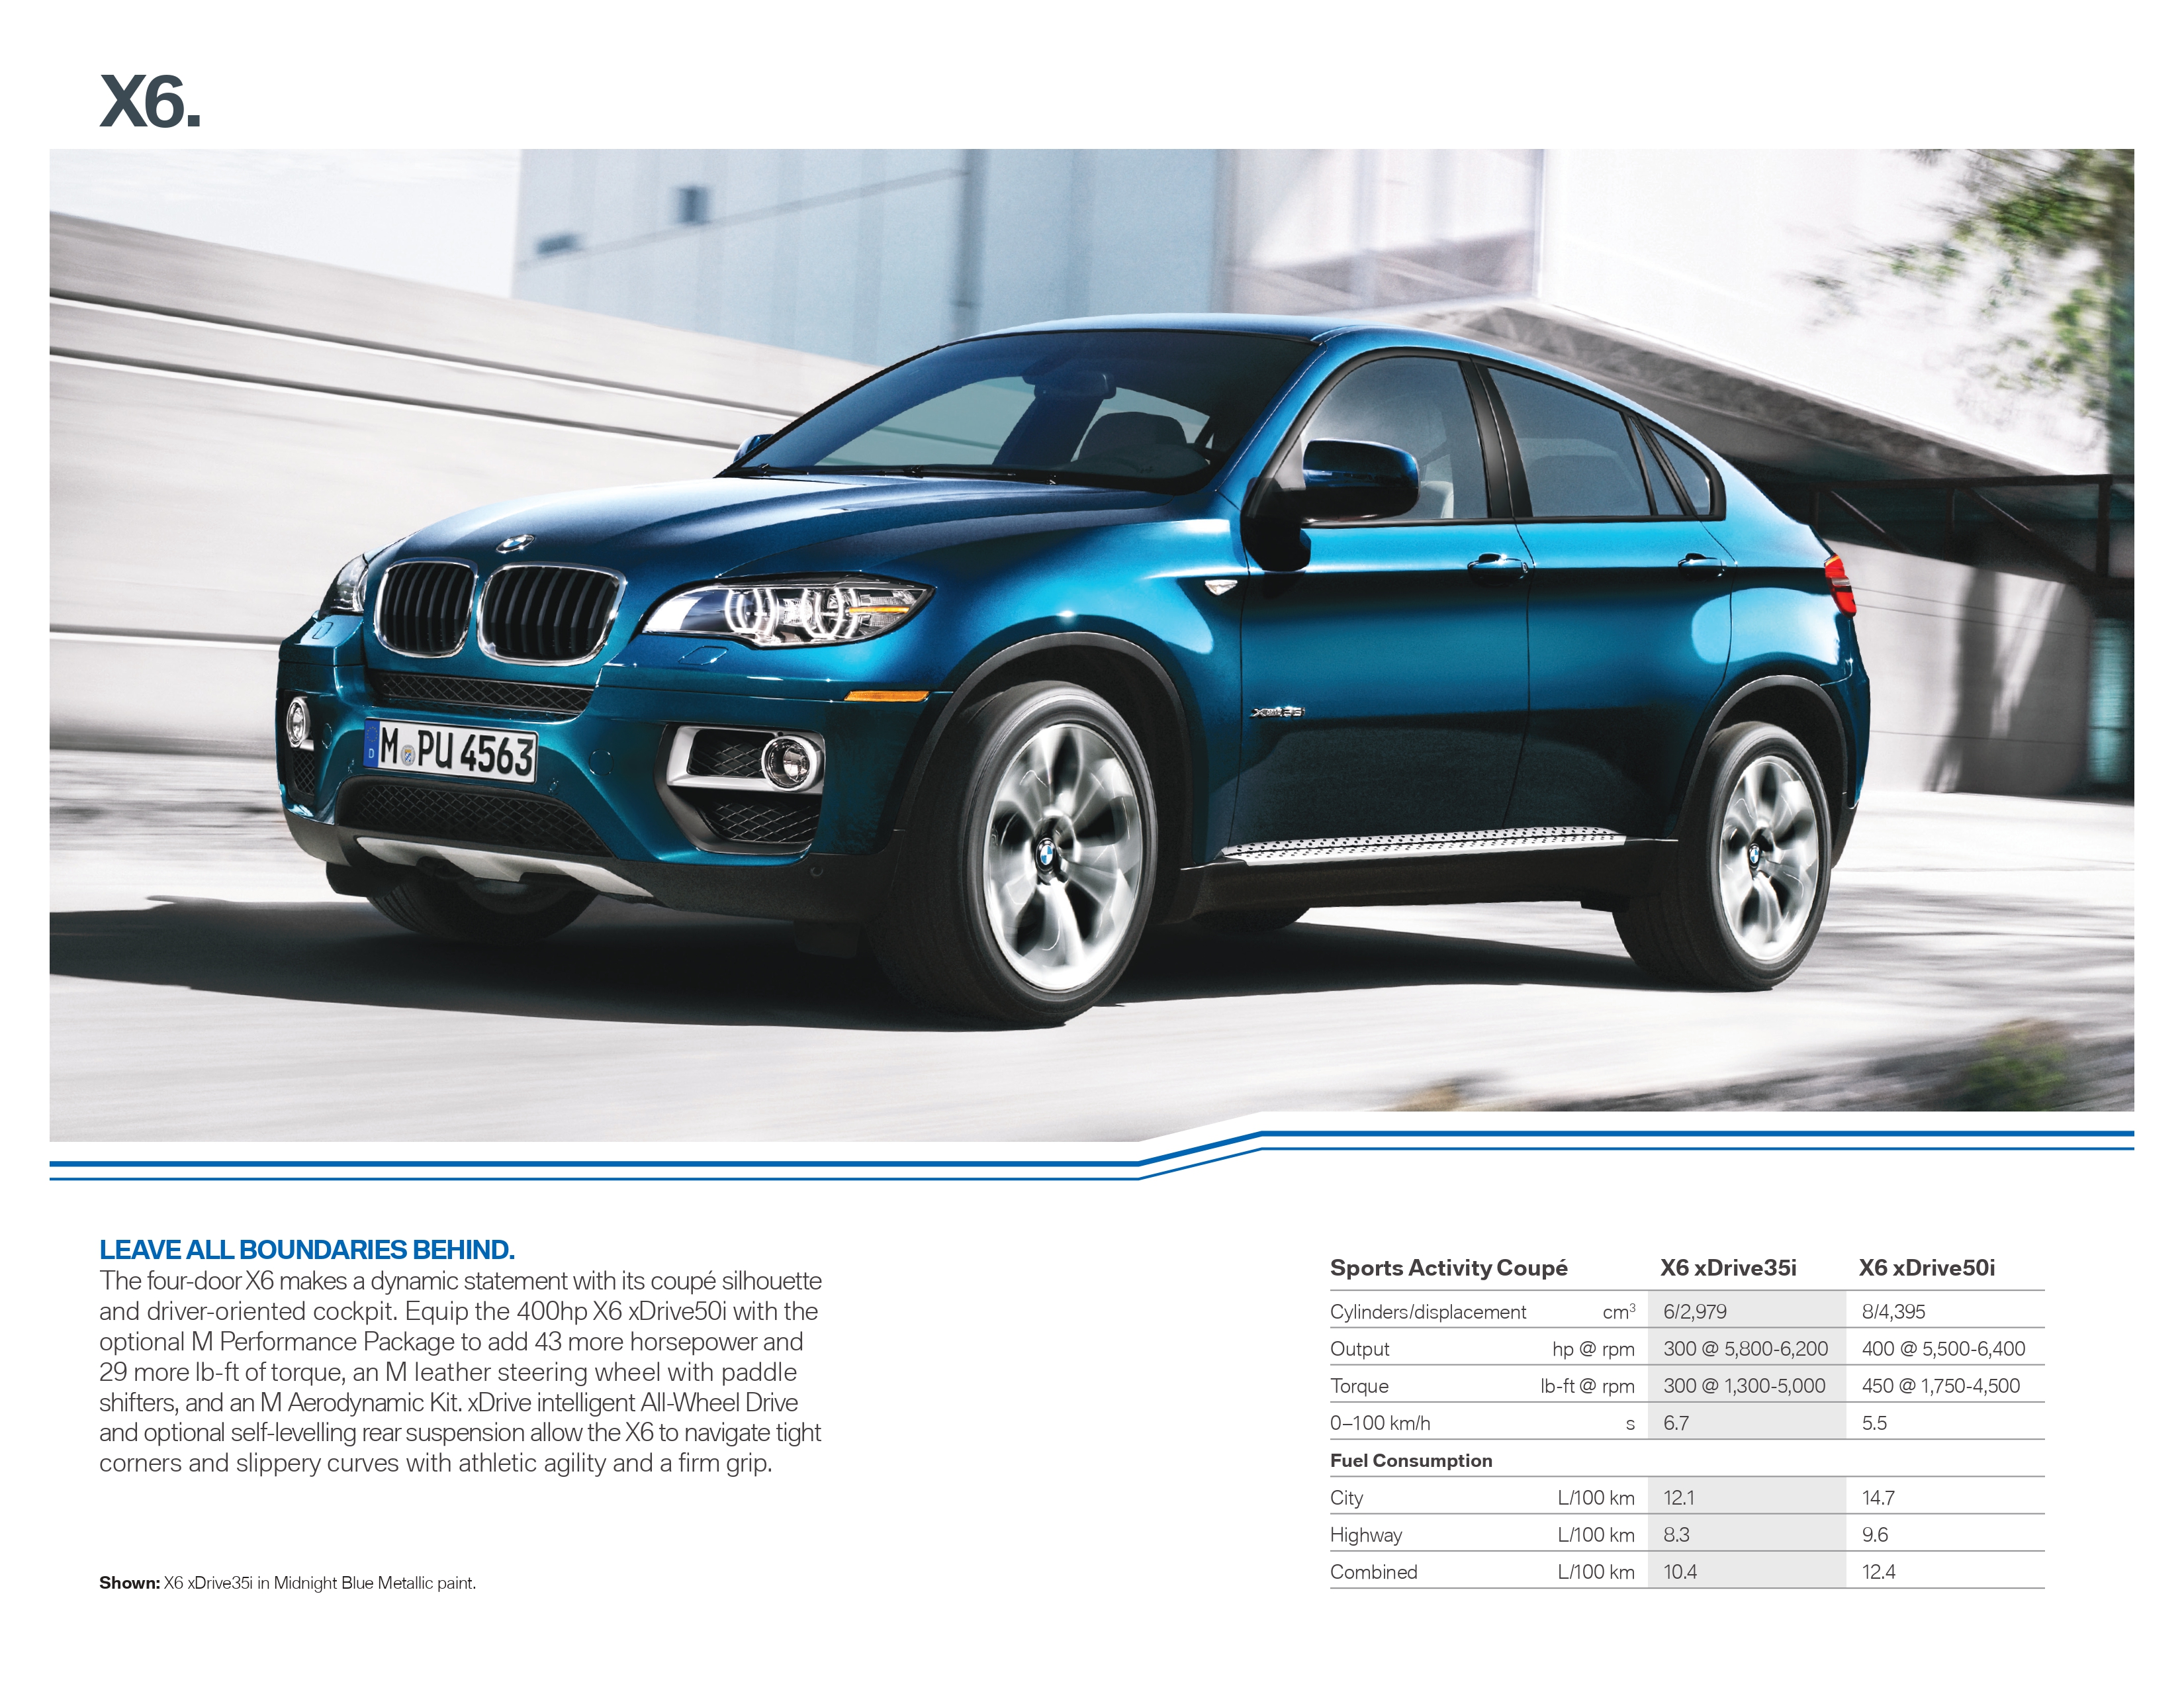 X6.
M PU 4563
D
LEAVE ALL BOUNDARIES BEHIND.
The four-door X6 makes a dynamic statement with its coupé silhouette
and driver-oriented cockpit. Equip the 400hp X6 xDrive50i with the
optional M Performance Package to add 43 more horsepower and
29 more lb-ft of torque, an M leather steering wheel with paddle
shifters, and an M Aerodynamic Kit. xDrive intelligent All-Wheel Drive
and optional self-levelling rear suspension allow the X6 to navigate tight
corners and slippery curves with athletic agility and a firm grip.
Shown: X6 xDrive35i in Midnight Blue Metallic paint.
Sports Activity Coupé X6 xDrive35i X6 xDrive50i
Cylinders/displacement cm³ 6/2,979 8/4,395
Output hp @ rpm 300 @ 5,800-6,200 400 @ 5,500-6,400
Torque lb-ft @ rpm 300 @ 1,300-5,000 450 @ 1,750-4,500
0–100 km/h s 6.7 5.5
Fuel Consumption
City L/100 km 12.1 14.7
Highway L/100 km 8.3 9.6
Combined L/100 km 10.4 12.4